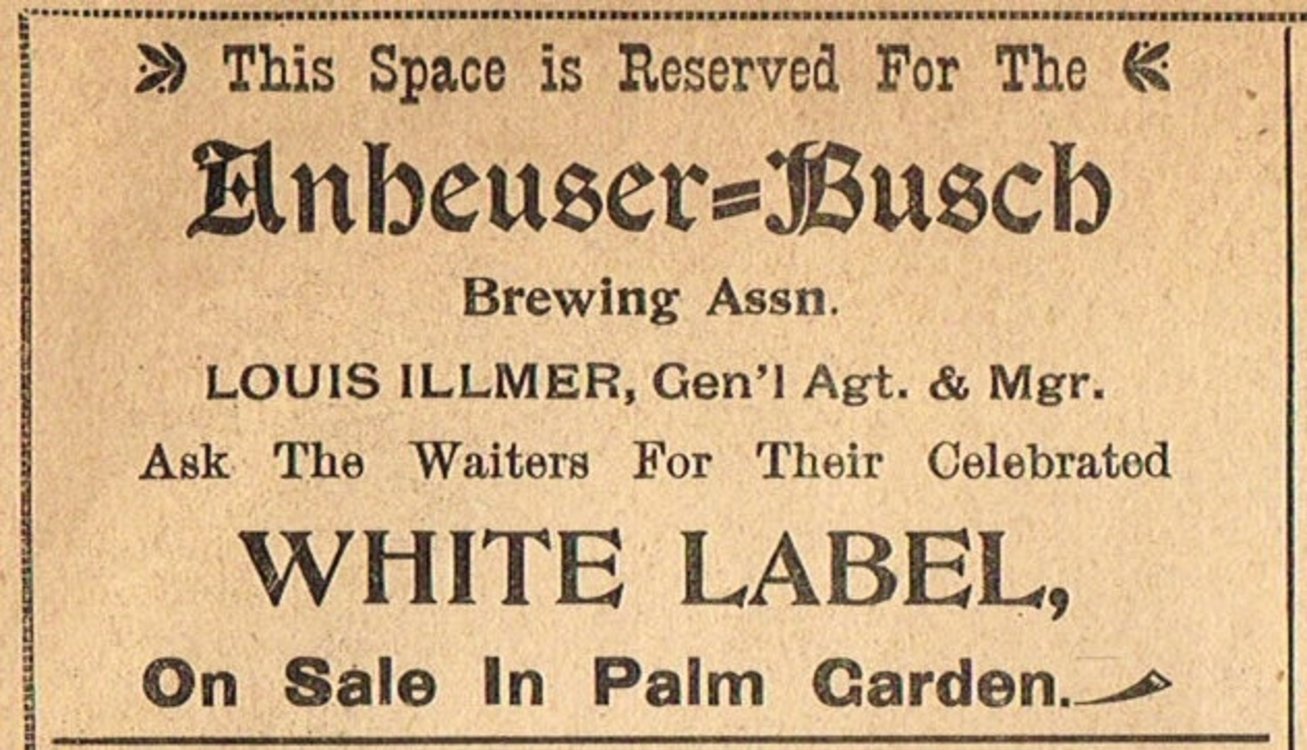 This Space is Reserved For The
Anheuser=Busch
Brewing Assn.
LOUIS ILLMER, Gen'l Agt. & Mgr.
Ask The Waiters For Their Celebrated
WHITE LABEL,
On Sale In Palm Garden.